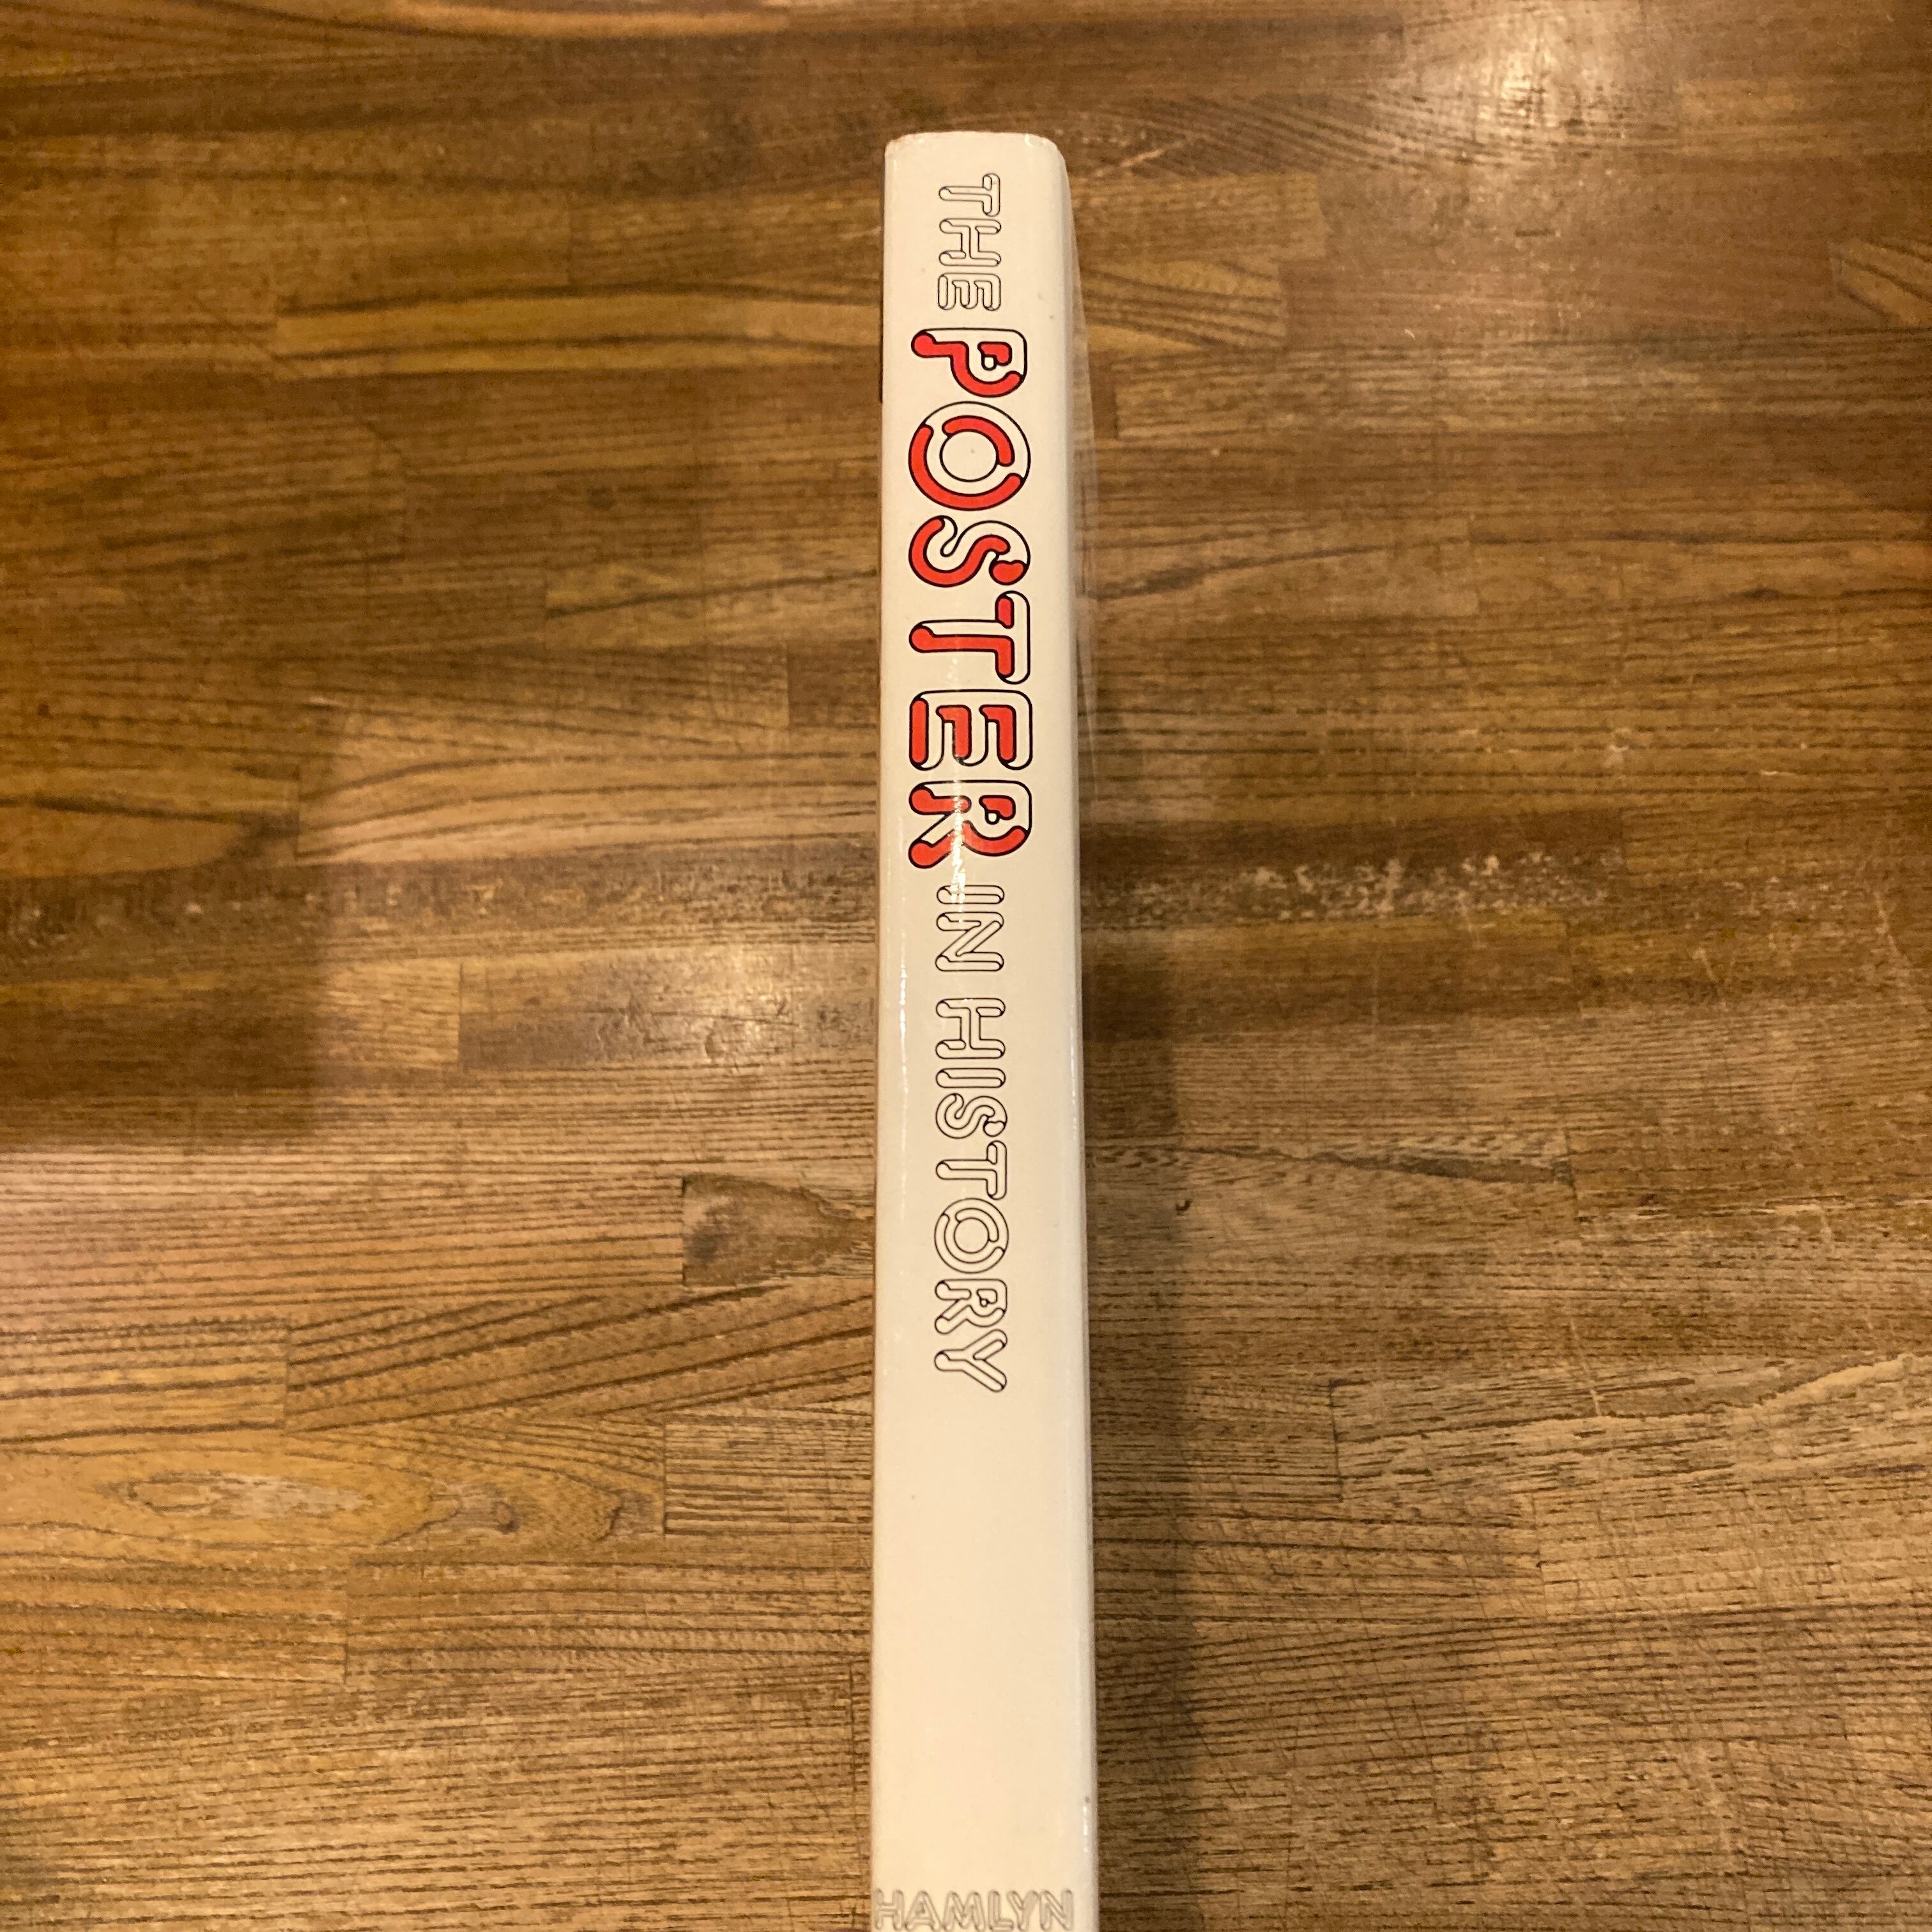 THE POSTER IN HISTORY
HAMLYN